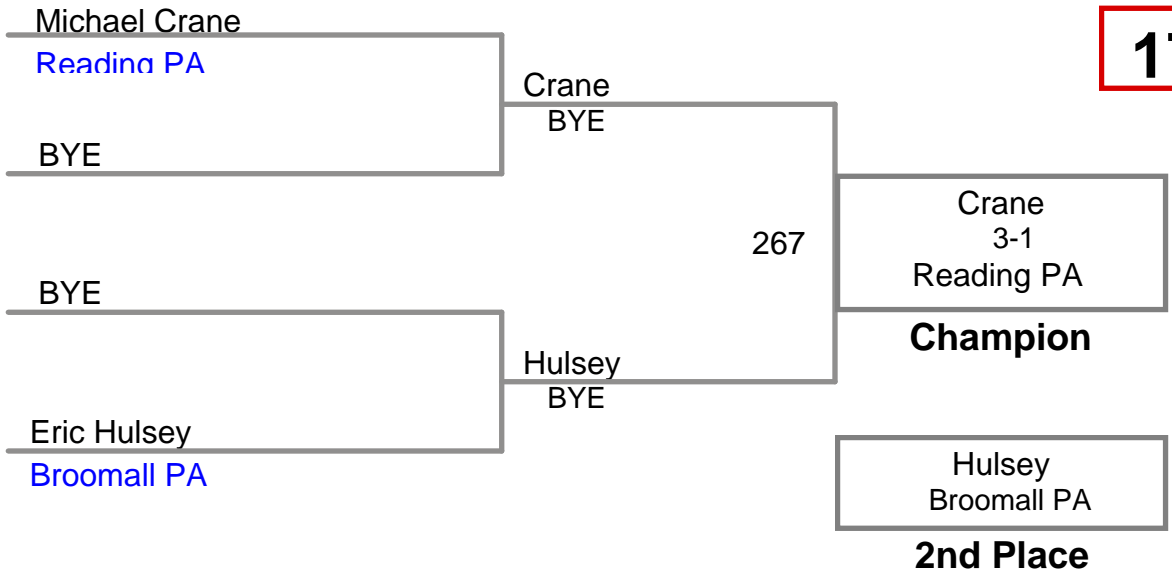 Michael Crane
Reading PA
BYE
BYE
Eric Hulsey
Broomall PA
Crane
BYE
Hulsey
BYE
267
Crane
3-1
Reading PA
Champion
Hulsey
Broomall PA
2nd Place